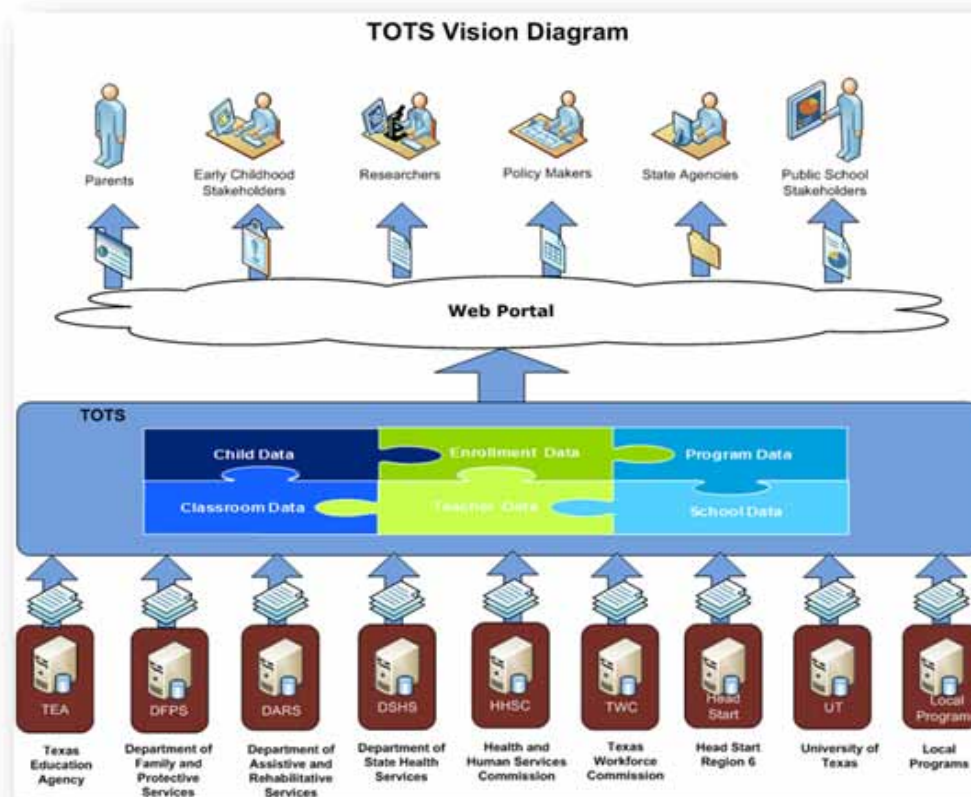 TOTS Vision Diagram
Parents
Early Childhood
Stakeholders
Researchers
Policy Makers
State Agencies
Public School
Stakeholders
Web Portal
TOTS
Child Data
Enrollment Data
Program Data
Classroom Data
Teacher Data
School Data
TEA
DFPS
DARS
DSHS
HHSC
TWC
Head
Start
UT
Local
Programs
Texas
Education
Agency
Department of
Family and
Protective
Services
Department of
Assistive and
Rehabilitative
Services
Department of
State Health
Services
Health and
Human Services
Commission
Texas
Workforce
Commission
Head Start
Region 6
University of
Texas
Local
Programs